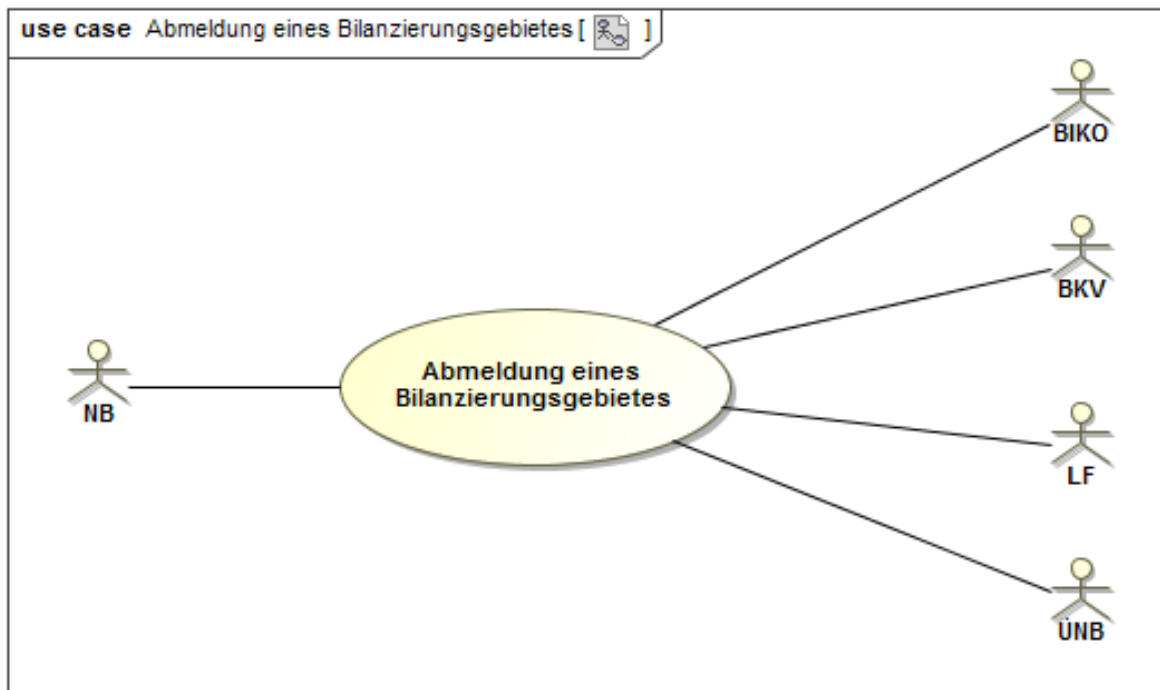 use case Abmeldung eines Bilanzierungsgebietes [ ]
BIKO
BKV
Abmeldung eines
Bilanzierungsgebietes
NB
LF
ÜNB